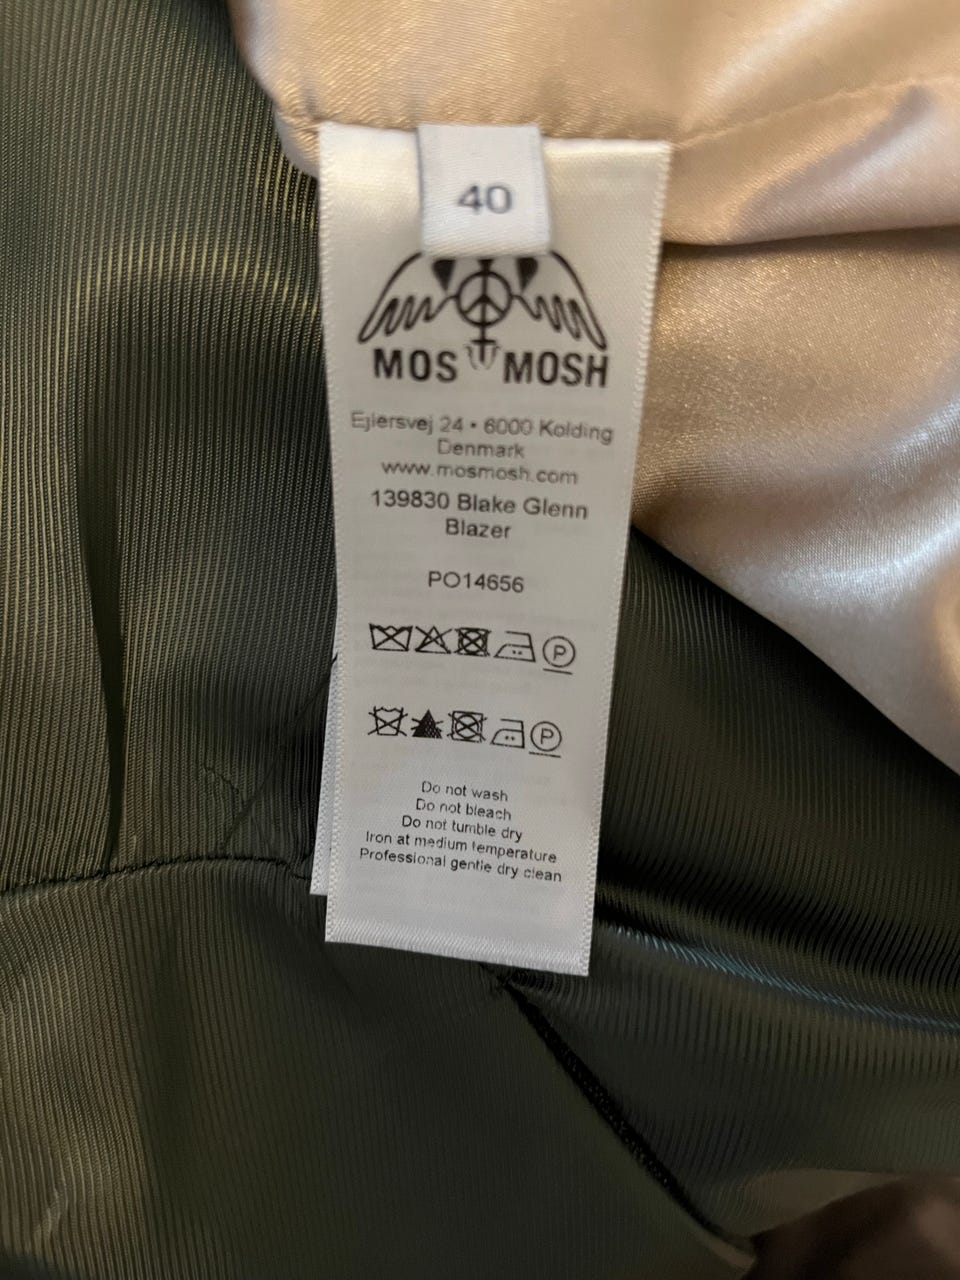 40
MOS MOSH
Ejlersvej 24 • 6000 Kolding
Denmark
www.mosmosh.com
139830 Blake Glenn
Blazer
PO14656
P
P
Do not wash
Do not bleach
Do not tumble dry
Iron at medium temperature
Professional gentle dry clean